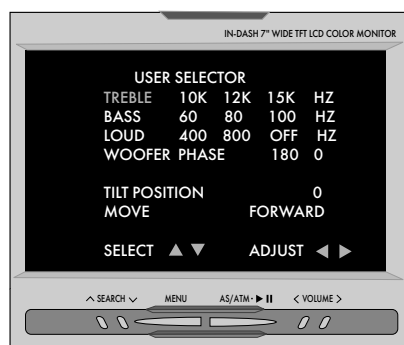 IN-DASH 7" WIDE TFT LCD COLOR MONITOR
USER SELECTOR
TREBLE 10K 12K 15K HZ
BASS 60 80 100 HZ
LOUD 400 800 OFF HZ
WOOFER PHASE 180 0
TILT POSITION 0
MOVE FORWARD
SELECT ▲ ▼ ADJUST ◀ ▶
∧ SEARCH ∨ MENU AS/ATM· ▶ II < VOLUME >